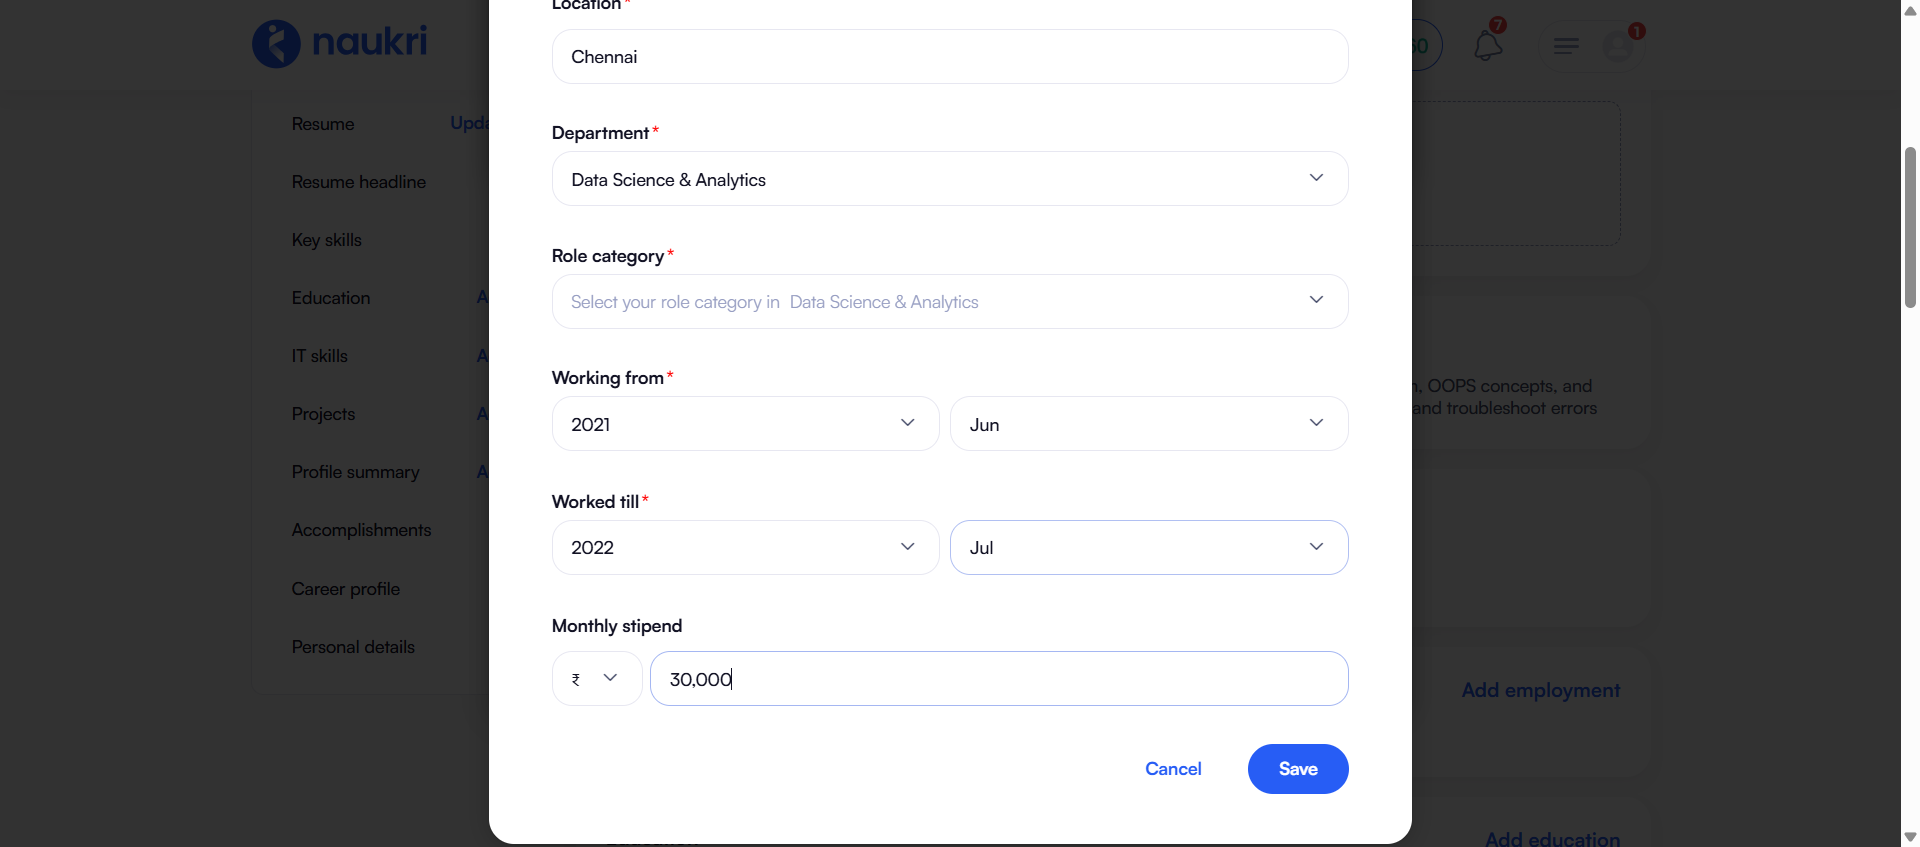 Location*
naukri
7
1
Chennai
Resume
Department*
Data Science & Analytics
Resume headline
Key skills
Role category*
Select your role category in Data Science & Analytics
Education
IT skills
Working from*
2021
Jun
OOPS concepts, and
and troubleshoot errors
Projects
Profile summary
Worked till*
2022
Jul
Accomplishments
Career profile
Monthly stipend
₹
30,000
Personal details
Add employment
Cancel
Save
Add education